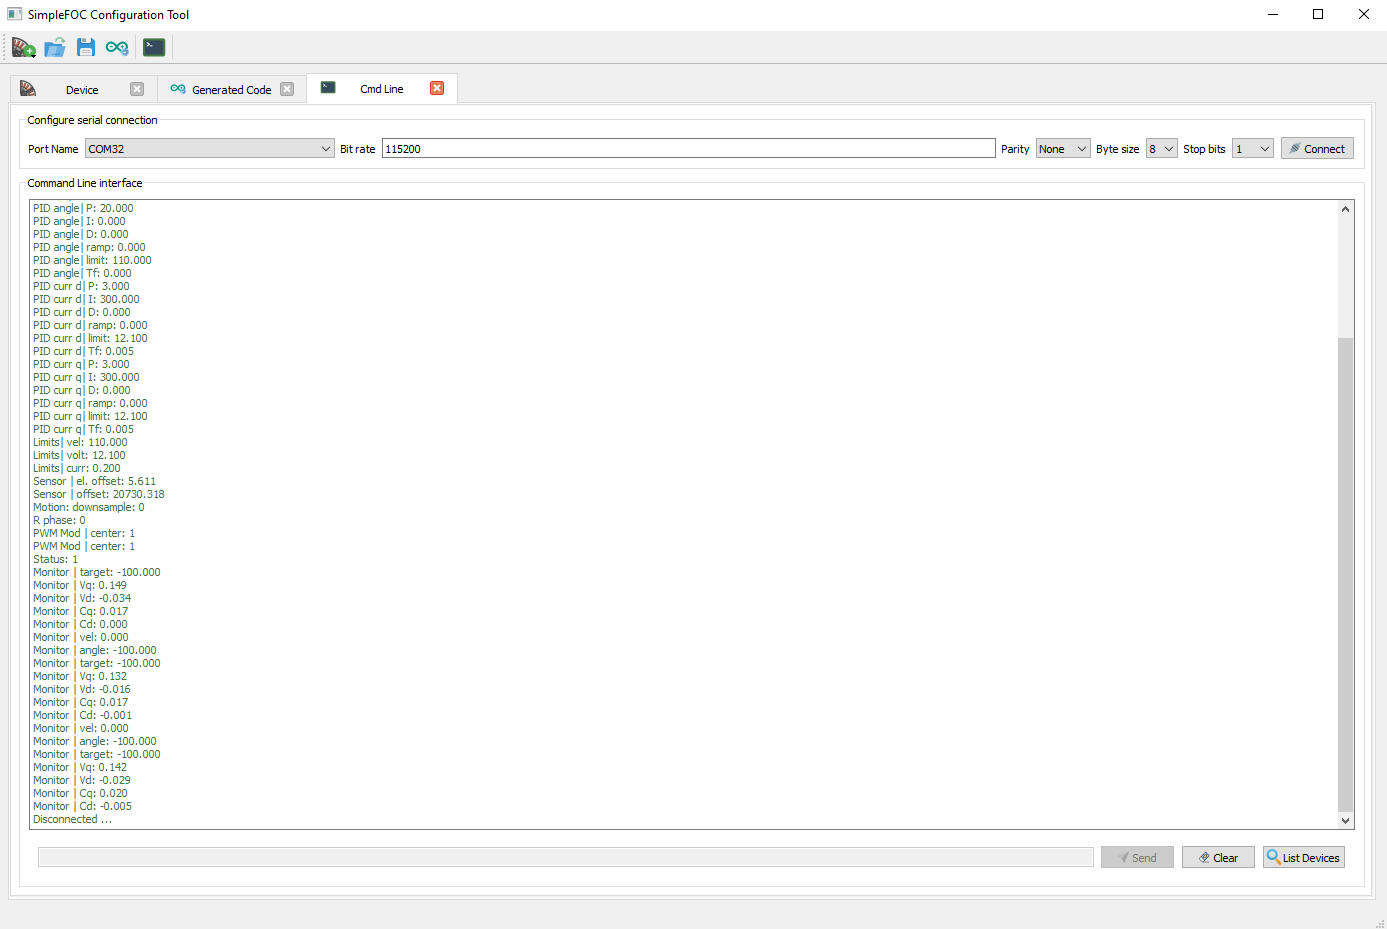 SimpleFOC Configuration Tool
Device
Generated Code
Cmd Line
Configure serial connection
Port Name COM32 Bit rate 115200 Parity None Byte size 8 Stop bits 1 Connect
Command Line interface
PID angle| P: 20.000
PID angle| I: 0.000
PID angle| D: 0.000
PID angle| ramp: 0.000
PID angle| limit: 110.000
PID angle| Tf: 0.000
PID curr d| P: 3.000
PID curr d| I: 300.000
PID curr d| D: 0.000
PID curr d| ramp: 0.000
PID curr d| limit: 12.100
PID curr d| Tf: 0.005
PID curr q| P: 3.000
PID curr q| I: 300.000
PID curr q| D: 0.000
PID curr q| ramp: 0.000
PID curr q| limit: 12.100
PID curr q| Tf: 0.005
Limits| vel: 110.000
Limits| volt: 12.100
Limits| curr: 0.200
Sensor | el. offset: 5.611
Sensor | offset: 20730.318
Motion: downsample: 0
R phase: 0
PWM Mod | center: 1
PWM Mod | center: 1
Status: 1
Monitor | target: -100.000
Monitor | Vq: 0.149
Monitor | Vd: -0.034
Monitor | Cq: 0.017
Monitor | Cd: 0.000
Monitor | vel: 0.000
Monitor | angle: -100.000
Monitor | target: -100.000
Monitor | Vq: 0.132
Monitor | Vd: -0.016
Monitor | Cq: 0.017
Monitor | Cd: -0.001
Monitor | vel: 0.000
Monitor | angle: -100.000
Monitor | target: -100.000
Monitor | Vq: 0.142
Monitor | Vd: -0.029
Monitor | Cq: 0.020
Monitor | Cd: -0.005
Disconnected ...
Send Clear List Devices